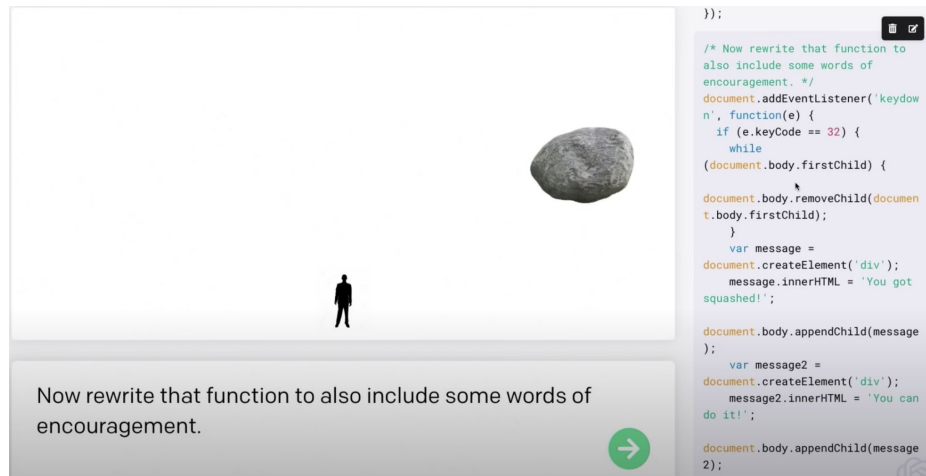 });
/* Now rewrite that function to
also include some words of
encouragement. */
document.addEventListener('keydow
n', function(e) {
if (e.keyCode == 32) {
while
(document.body.firstChild) {
document.body.removeChild(documen
t.body.firstChild);
}
var message =
document.createElement('div');
message.innerHTML = 'You got
squashed!';
document.body.appendChild(message
);
var message2 =
document.createElement('div');
message2.innerHTML = 'You can
do it!';
document.body.appendChild(message
2);
Now rewrite that function to also include some words of
encouragement.